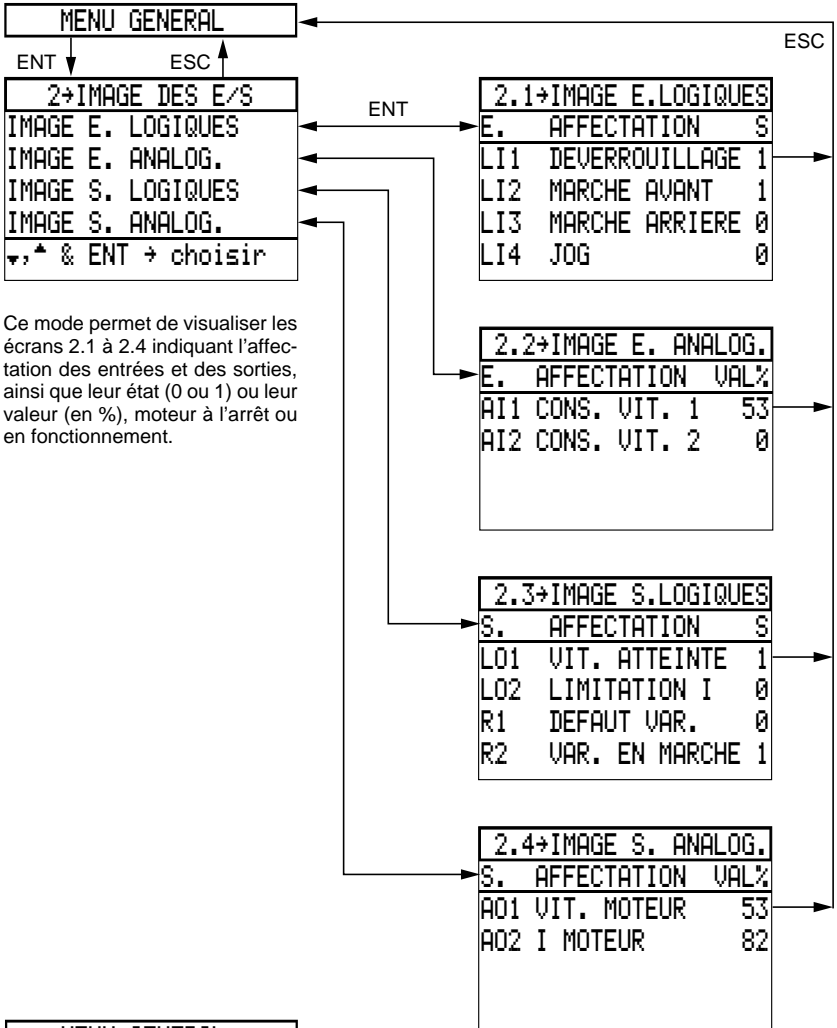 MENU GENERAL
ENT
ESC
ESC
2→IMAGE DES E/S
IMAGE E. LOGIQUES
IMAGE E. ANALOG.
IMAGE S. LOGIQUES
IMAGE S. ANALOG.
▾,▴ & ENT → choisir
ENT
Ce mode permet de visualiser les
écrans 2.1 à 2.4 indiquant l'affec-
tation des entrées et des sorties,
ainsi que leur état (0 ou 1) ou leur
valeur (en %), moteur à l'arrêt ou
en fonctionnement.
2.1→IMAGE E.LOGIQUES
E. AFFECTATION S
LI1 DEVERROUILLAGE 1
LI2 MARCHE AVANT 1
LI3 MARCHE ARRIERE 0
LI4 JOG 0
2.2→IMAGE E. ANALOG.
E. AFFECTATION VAL%
AI1 CONS. VIT. 1 53
AI2 CONS. VIT. 2 0
2.3→IMAGE S.LOGIQUES
S. AFFECTATION S
LO1 VIT. ATTEINTE 1
LO2 LIMITATION I 0
R1 DEFAUT VAR. 0
R2 VAR. EN MARCHE 1
2.4→IMAGE S. ANALOG.
S. AFFECTATION VAL%
AO1 VIT. MOTEUR 53
AO2 I MOTEUR 82
MENU GENERAL